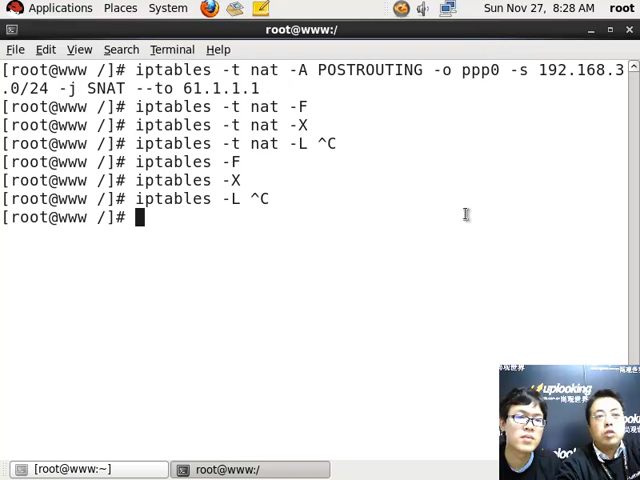 Applications Places System Sun Nov 27, 8:28 AM root
root@www:/
File Edit View Search Terminal Help
[root@www /]# iptables -t nat -A POSTROUTING -o ppp0 -s 192.168.3
.0/24 -j SNAT --to 61.1.1.1
[root@www /]# iptables -t nat -F
[root@www /]# iptables -t nat -X
[root@www /]# iptables -t nat -L ^C
[root@www /]# iptables -F
[root@www /]# iptables -X
[root@www /]# iptables -L ^C
[root@www /]#
uplooking
[root@www:~]
root@www:/